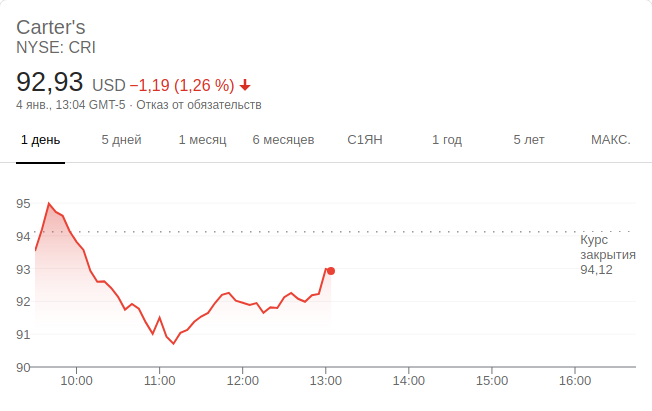 Carter's
NYSE: CRI
92,93 USD −1,19 (1,26 %)
4 янв., 13:04 GMT-5 · Отказ от обязательств
1 день 5 дней 1 месяц 6 месяцев С1ЯН 1 год 5 лет МАКС.
95
94
93
92
91
90
Курс
закрытия
94,12
10:00 11:00 12:00 13:00 14:00 15:00 16:00